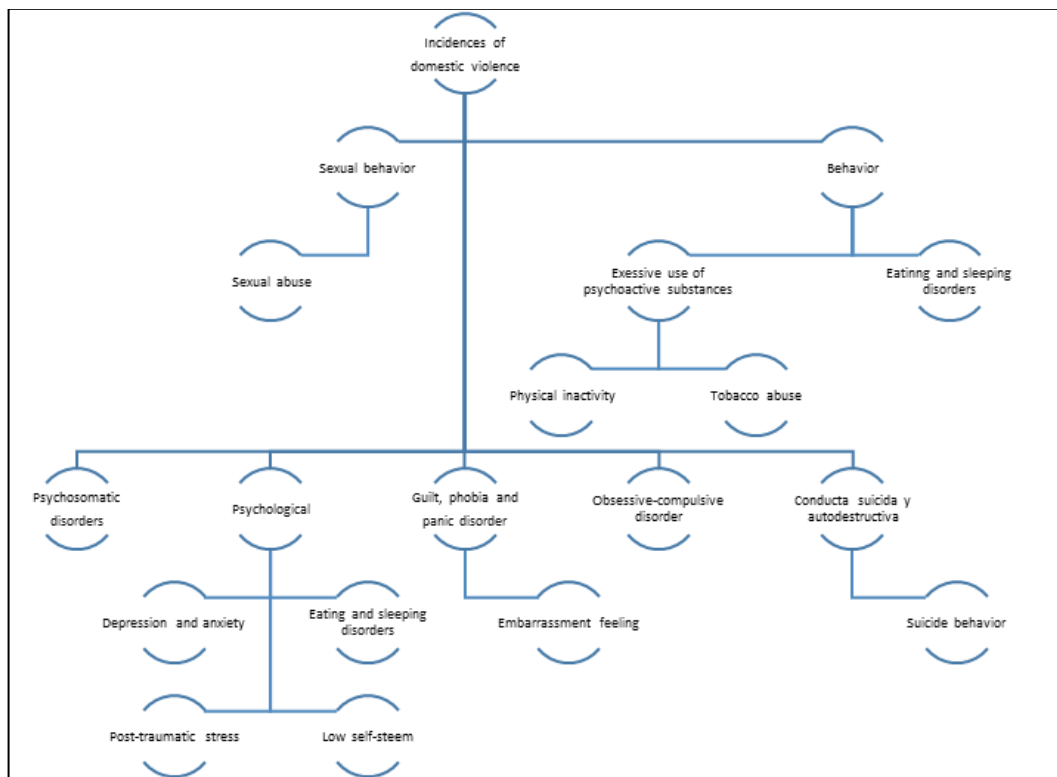 Incidences of
domestic violence
Sexual behavior
Behavior
Sexual abuse
Exessive use of
psychoactive substances
Eatinng and sleeping
disorders
Physical inactivity
Tobacco abuse
Psychosomatic
disorders
Psychological
Guilt, phobia and
panic disorder
Obsessive-compulsive
disorder
Conducta suicida y
autodestructiva
Depression and anxiety
Eating and sleeping
disorders
Embarrassment feeling
Suicide behavior
Post-traumatic stress
Low self-steem